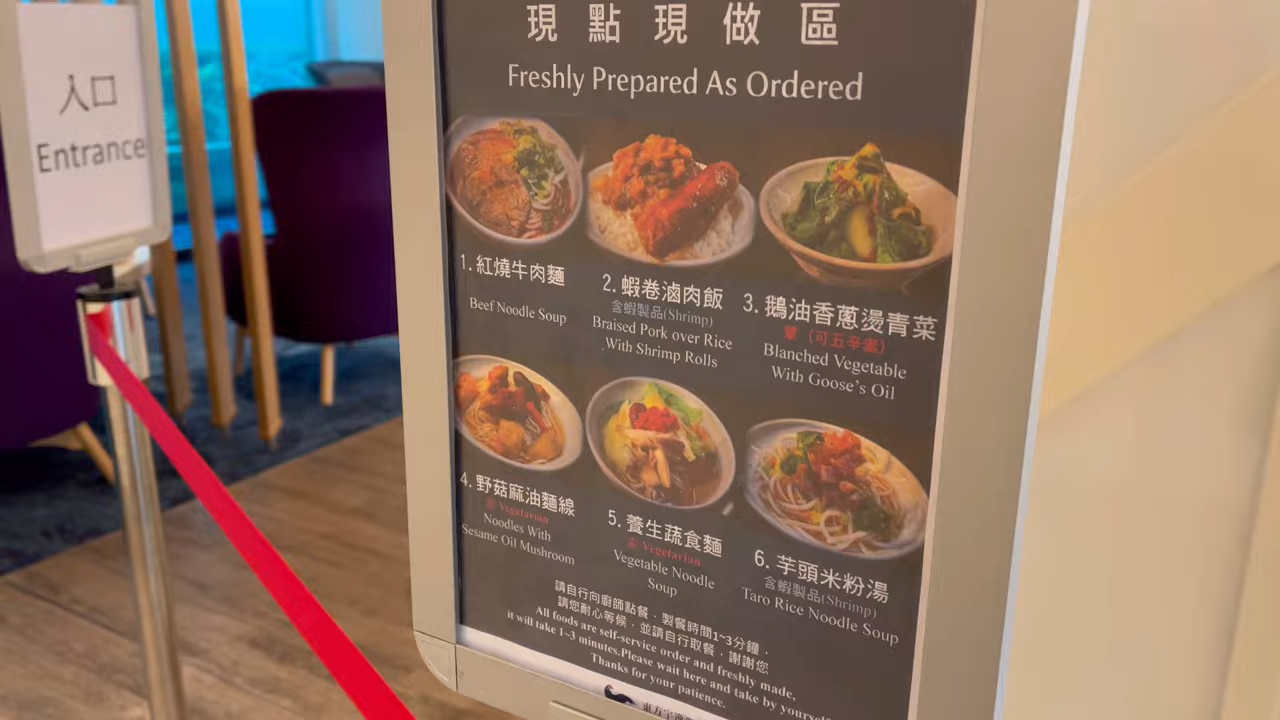 入口
Entrance
現點現做區
Freshly Prepared As Ordered
1. 紅燒牛肉麵
Beef Noodle Soup
2. 蝦卷滷肉飯
含蝦製品(Shrimp)
Braised Pork over Rice
With Shrimp Rolls
3. 鵝油香蔥燙青菜
葷 (可五辛素)
Blanched Vegetable
With Goose's Oil
4. 野菇麻油麵線
素 Vegetarian
Noodles With
Sesame Oil Mushroom
5. 養生蔬食麵
素 Vegetarian
Vegetable Noodle
Soup
6. 芋頭米粉湯
含蝦製品(Shrimp)
Taro Rice Noodle Soup
請自行向廚師點餐，製餐時間1~3分鐘，
請您耐心等候，並請自行取餐，謝謝您
All foods are self-service order and freshly made,
it will take 1~3 minutes.Please wait here and take by yourself
Thanks for your patience.
東方宇